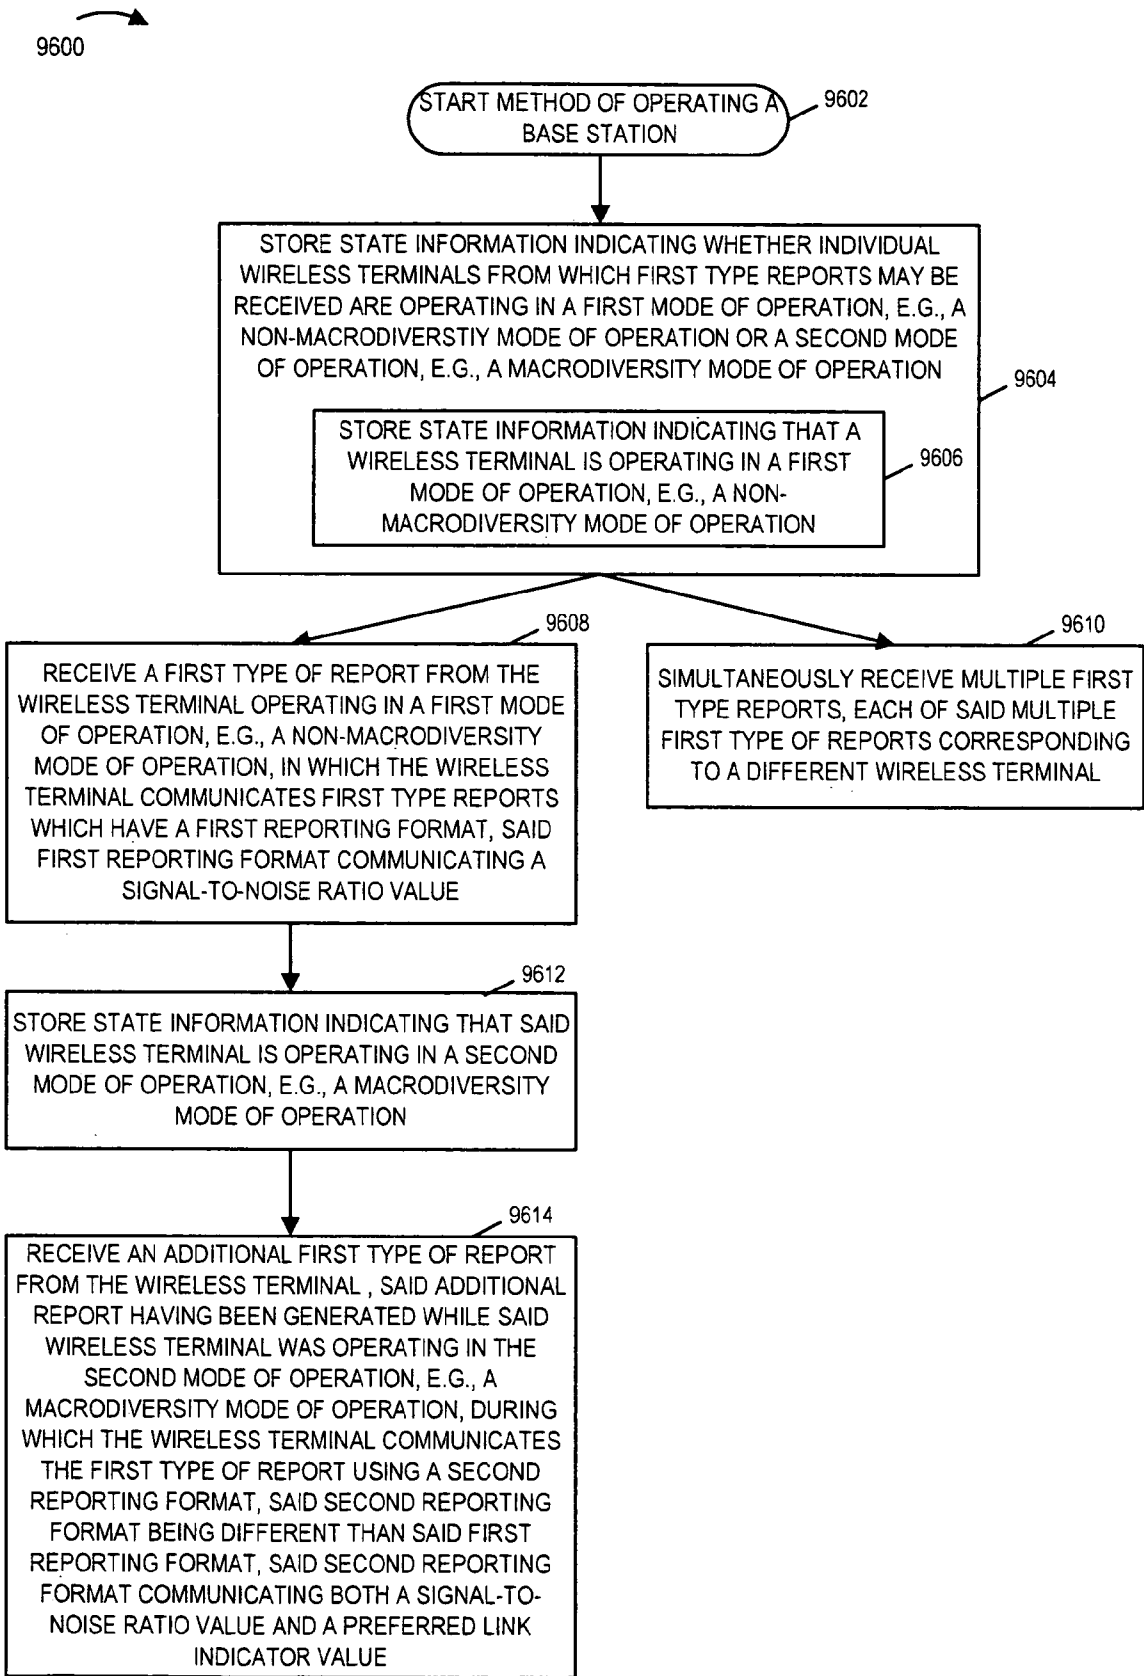 9600
START METHOD OF OPERATING A
BASE STATION
9602
STORE STATE INFORMATION INDICATING WHETHER INDIVIDUAL
WIRELESS TERMINALS FROM WHICH FIRST TYPE REPORTS MAY BE
RECEIVED ARE OPERATING IN A FIRST MODE OF OPERATION, E.G., A
NON-MACRODIVERSTIY MODE OF OPERATION OR A SECOND MODE
OF OPERATION, E.G., A MACRODIVERSITY MODE OF OPERATION
9604
STORE STATE INFORMATION INDICATING THAT A
WIRELESS TERMINAL IS OPERATING IN A FIRST
MODE OF OPERATION, E.G., A NON-
MACRODIVERSITY MODE OF OPERATION
9606
9608
RECEIVE A FIRST TYPE OF REPORT FROM THE
WIRELESS TERMINAL OPERATING IN A FIRST MODE
OF OPERATION, E.G., A NON-MACRODIVERSITY
MODE OF OPERATION, IN WHICH THE WIRELESS
TERMINAL COMMUNICATES FIRST TYPE REPORTS
WHICH HAVE A FIRST REPORTING FORMAT, SAID
FIRST REPORTING FORMAT COMMUNICATING A
SIGNAL-TO-NOISE RATIO VALUE
9610
SIMULTANEOUSLY RECEIVE MULTIPLE FIRST
TYPE REPORTS, EACH OF SAID MULTIPLE
FIRST TYPE OF REPORTS CORRESPONDING
TO A DIFFERENT WIRELESS TERMINAL
9612
STORE STATE INFORMATION INDICATING THAT SAID
WIRELESS TERMINAL IS OPERATING IN A SECOND
MODE OF OPERATION, E.G., A MACRODIVERSITY
MODE OF OPERATION
9614
RECEIVE AN ADDITIONAL FIRST TYPE OF REPORT
FROM THE WIRELESS TERMINAL , SAID ADDITIONAL
REPORT HAVING BEEN GENERATED WHILE SAID
WIRELESS TERMINAL WAS OPERATING IN THE
SECOND MODE OF OPERATION, E.G., A
MACRODIVERSITY MODE OF OPERATION, DURING
WHICH THE WIRELESS TERMINAL COMMUNICATES
THE FIRST TYPE OF REPORT USING A SECOND
REPORTING FORMAT, SAID SECOND REPORTING
FORMAT BEING DIFFERENT THAN SAID FIRST
REPORTING FORMAT, SAID SECOND REPORTING
FORMAT COMMUNICATING BOTH A SIGNAL-TO-
NOISE RATIO VALUE AND A PREFERRED LINK
INDICATOR VALUE